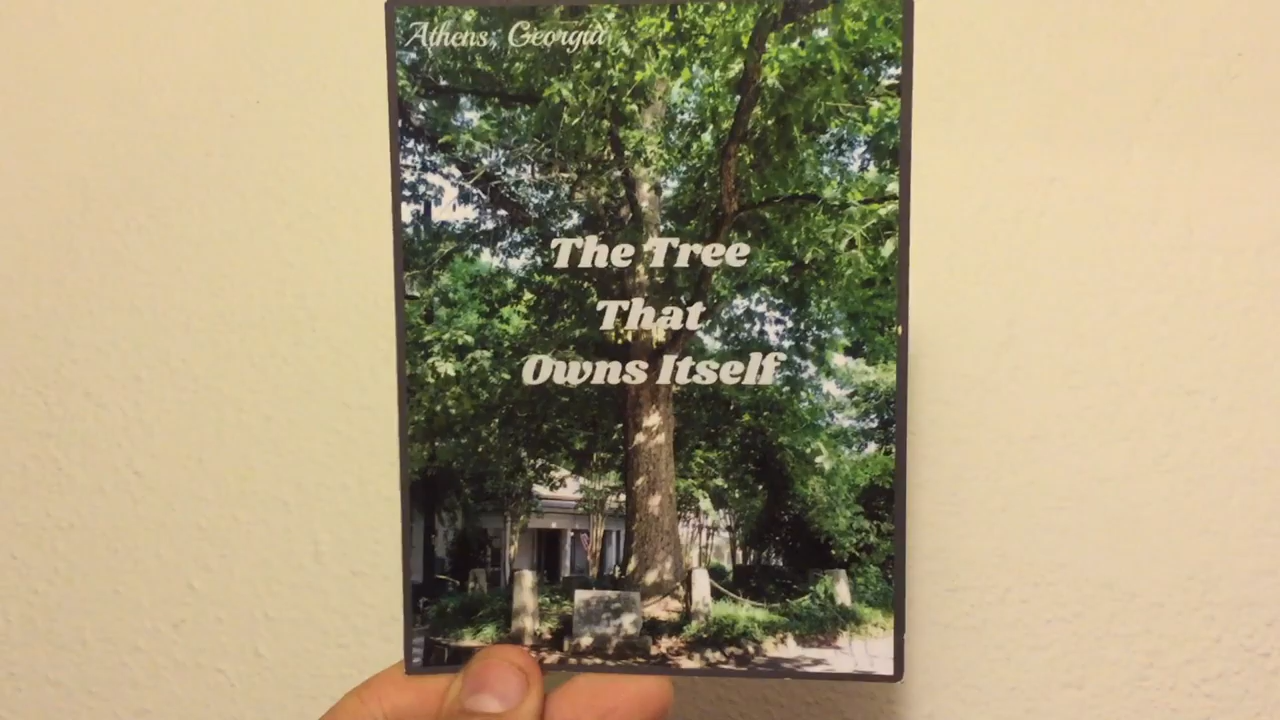 Athens, Georgia
The Tree
That
Owns Itself